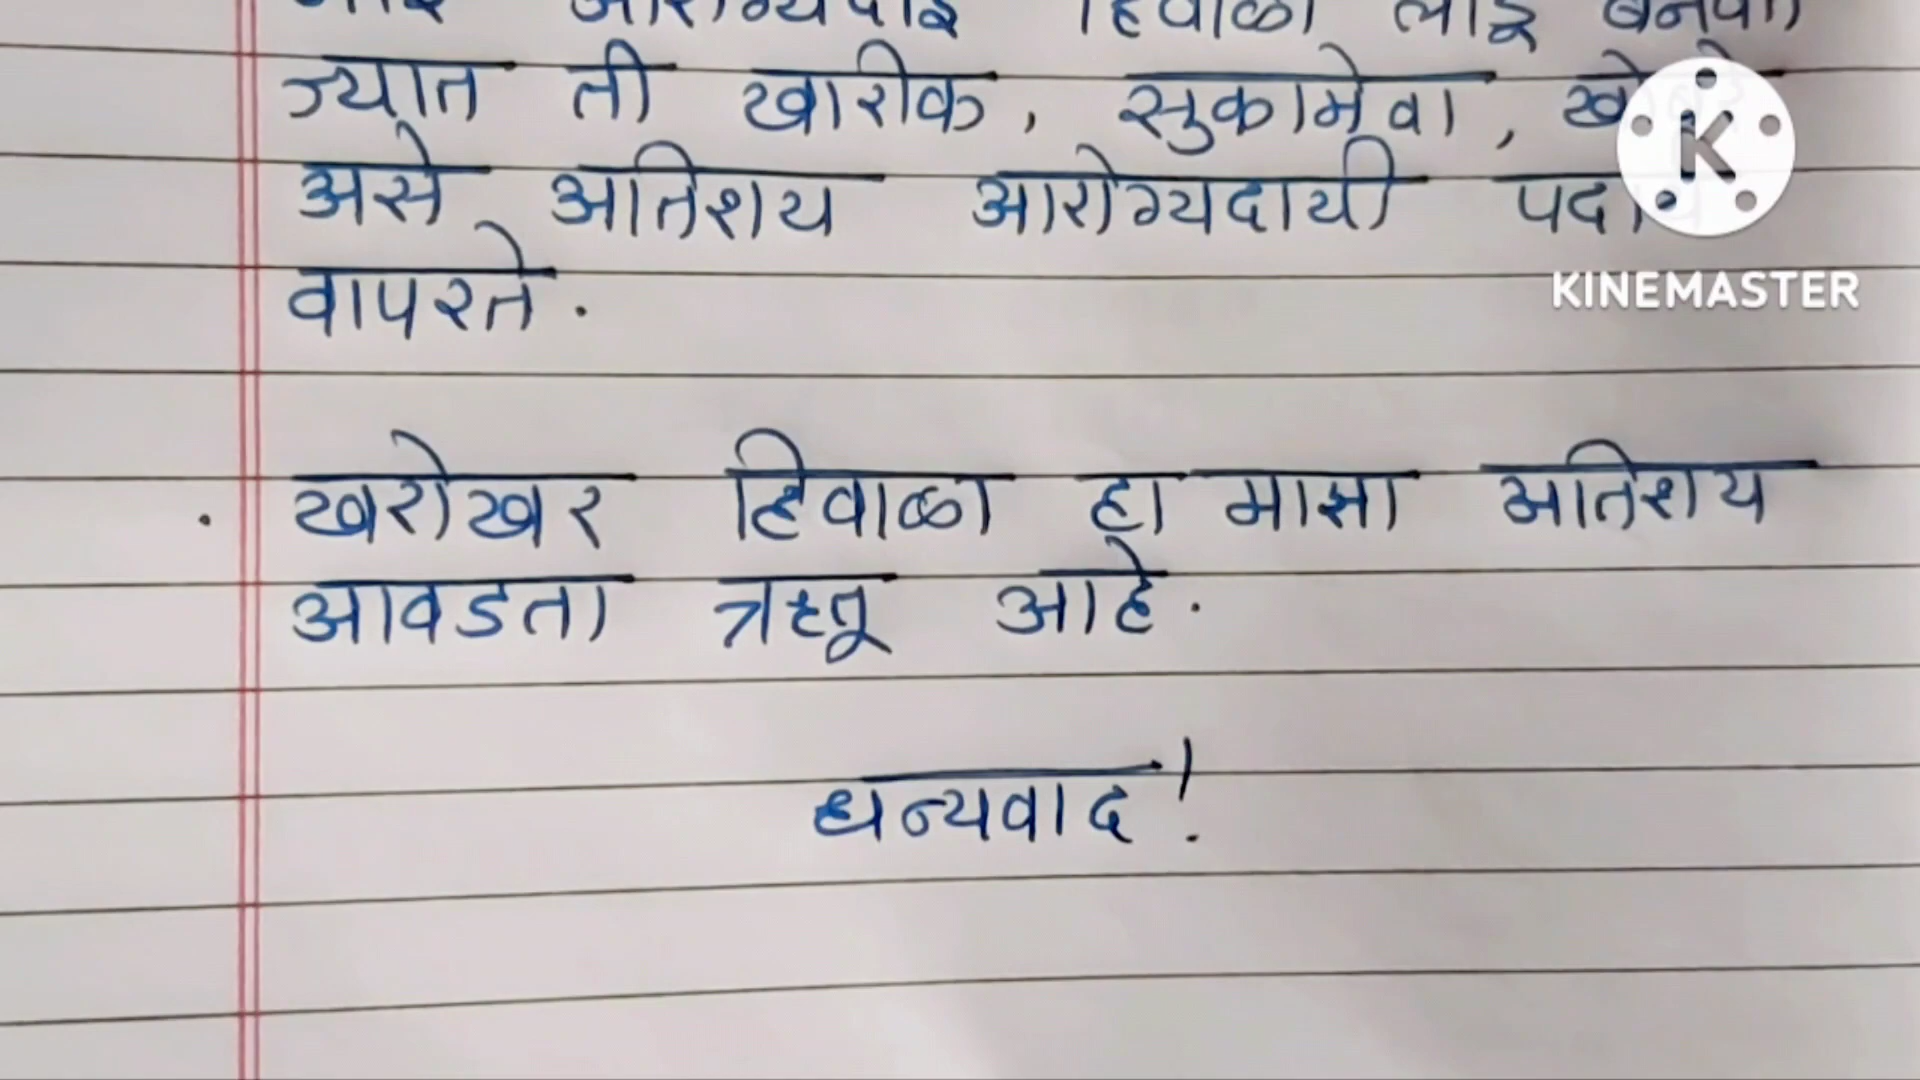 हिवाळा लाडू
ज्यात ती खारीक, सुकामेवा,
असे अतिशय आरोग्यदायी
वापरते.
खरोखर हिवाळा हा माझा अतिशय
आवडता ऋतू आहे.
धन्यवाद!
KINEMASTER